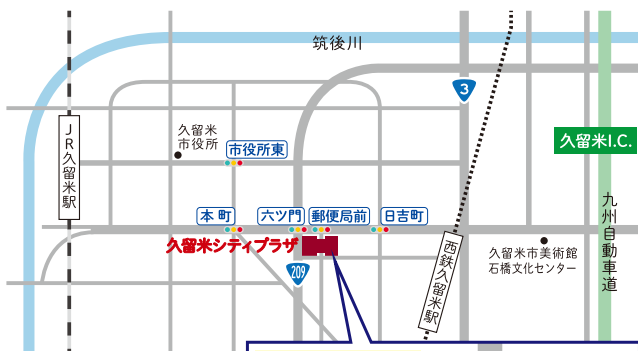 筑後川
3
久留米
市役所
市役所東
久留米I.C.
JR久留米駅
本町
六ツ門
郵便局前
日吉町
久留米シティプラザ
209
西鉄久留米駅
久留米市美術館
石橋文化センター
九州自動車道